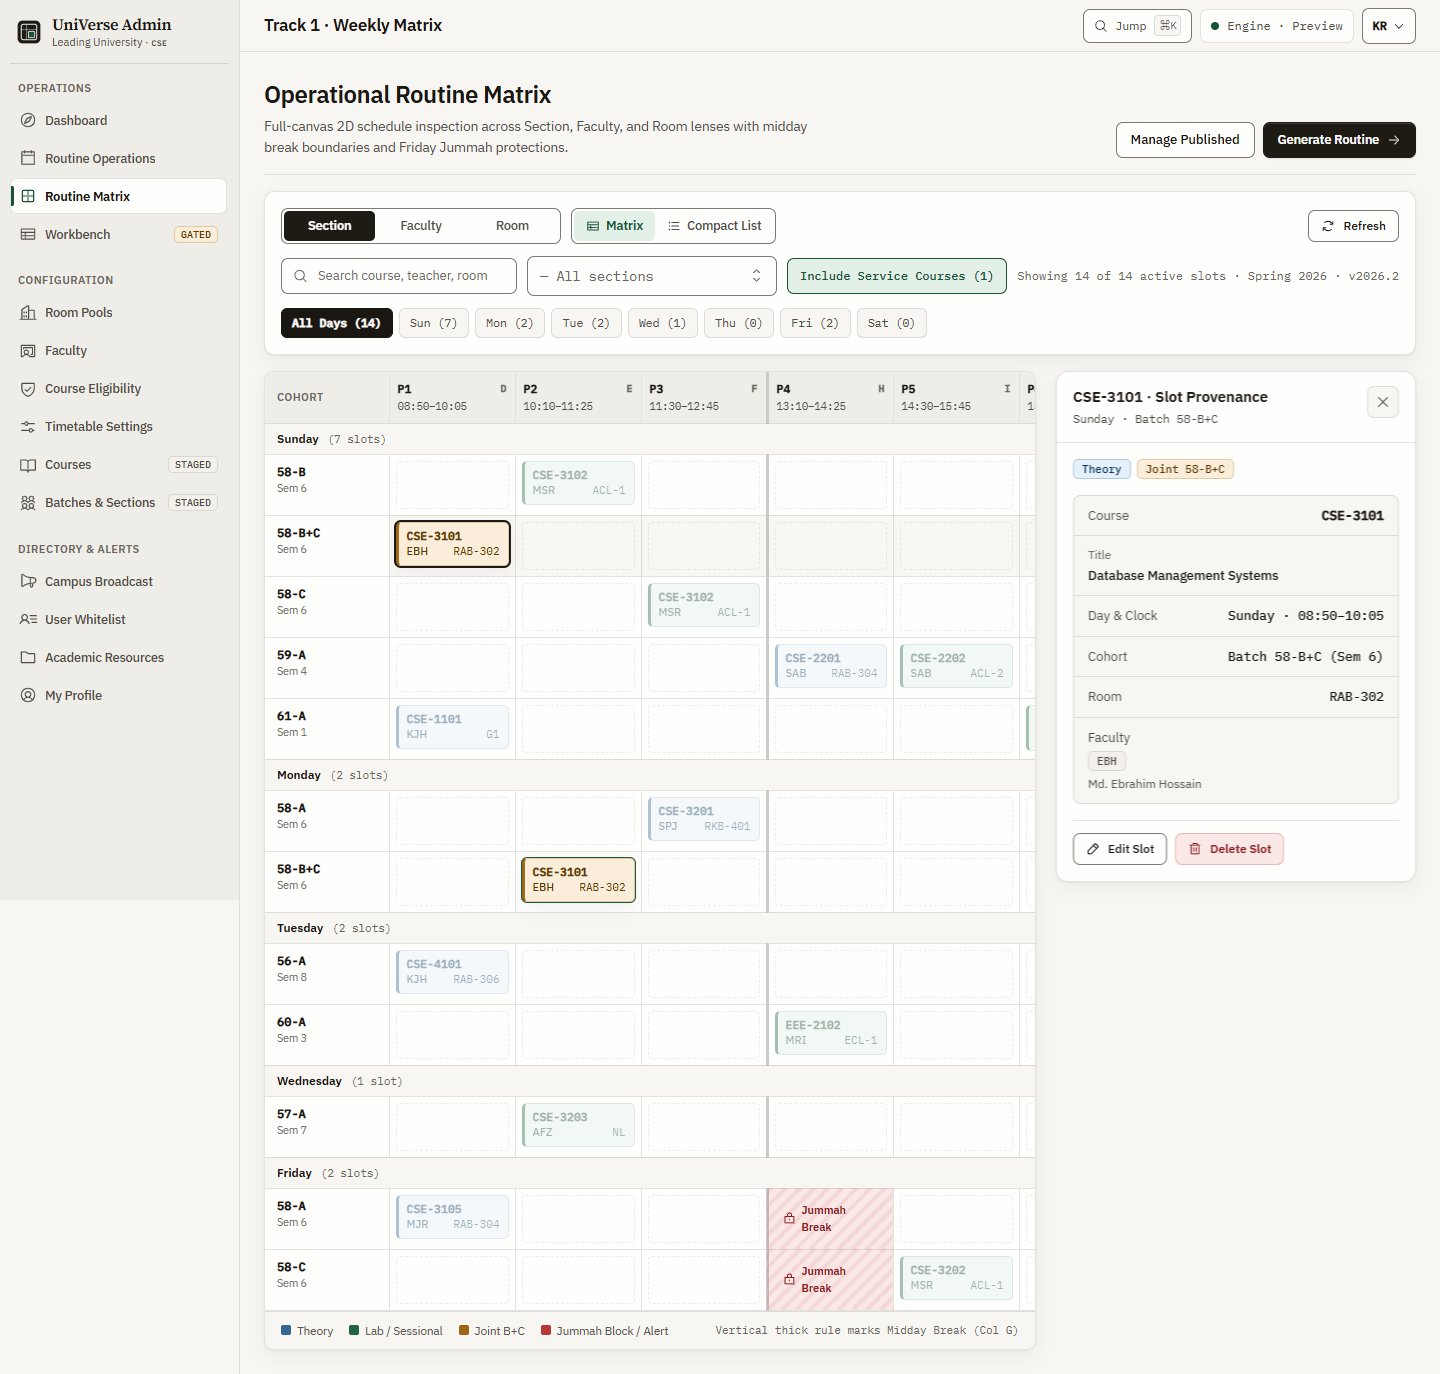 UniVerse Admin
Leading University · CSE
OPERATIONS
Dashboard
Routine Operations
Routine Matrix
Workbench GATED
CONFIGURATION
Room Pools
Faculty
Course Eligibility
Timetable Settings
Courses STAGED
Batches & Sections STAGED
DIRECTORY & ALERTS
Campus Broadcast
User Whitelist
Academic Resources
My Profile
Track 1 · Weekly Matrix
Jump ⌘K
Engine · Preview
KR
Operational Routine Matrix
Full-canvas 2D schedule inspection across Section, Faculty, and Room lenses with midday
break boundaries and Friday Jummah protections.
Manage Published
Generate Routine →
Section Faculty Room
Matrix Compact List
Refresh
Search course, teacher, room
— All sections
Include Service Courses (1)
Showing 14 of 14 active slots · Spring 2026 · v2026.2
All Days (14) Sun (7) Mon (2) Tue (2) Wed (1) Thu (0) Fri (2) Sat (0)
COHORT
P1 D
08:50–10:05
P2 E
10:10–11:25
P3 F
11:30–12:45
P4 H
13:10–14:25
P5 I
14:30–15:45
Sunday (7 slots)
58-B
Sem 6
CSE-3102
MSR ACL-1
58-B+C
Sem 6
CSE-3101
EBH RAB-302
58-C
Sem 6
CSE-3102
MSR ACL-1
59-A
Sem 4
CSE-2201
SAB RAB-304
CSE-2202
SAB ACL-2
61-A
Sem 1
CSE-1101
KJH G1
Monday (2 slots)
58-A
Sem 6
CSE-3201
SPJ RKB-401
58-B+C
Sem 6
CSE-3101
EBH RAB-302
Tuesday (2 slots)
56-A
Sem 8
CSE-4101
KJH RAB-306
60-A
Sem 3
EEE-2102
MRI ECL-1
Wednesday (1 slot)
57-A
Sem 7
CSE-3203
AFZ NL
Friday (2 slots)
58-A
Sem 6
CSE-3105
MJR RAB-304
Jummah
Break
58-C
Sem 6
Jummah
Break
CSE-3202
MSR ACL-1
Theory Lab / Sessional Joint B+C Jummah Block / Alert Vertical thick rule marks Midday Break (Col G)
CSE-3101 · Slot Provenance
Sunday · Batch 58-B+C
Theory Joint 58-B+C
Course CSE-3101
Title
Database Management Systems
Day & Clock Sunday · 08:50–10:05
Cohort Batch 58-B+C (Sem 6)
Room RAB-302
Faculty
EBH
Md. Ebrahim Hossain
Edit Slot
Delete Slot